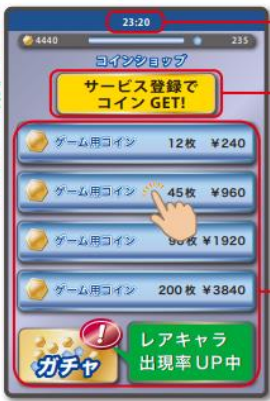 23:20
4440
235
コインショップ
サービス登録で
コイン GET!
ゲーム用コイン 12枚 ¥240
ゲーム用コイン 45枚 ¥960
ゲーム用コイン 90枚 ¥1920
ゲーム用コイン 200枚 ¥3840
!
ガチャ
レアキャラ
出現率UP中